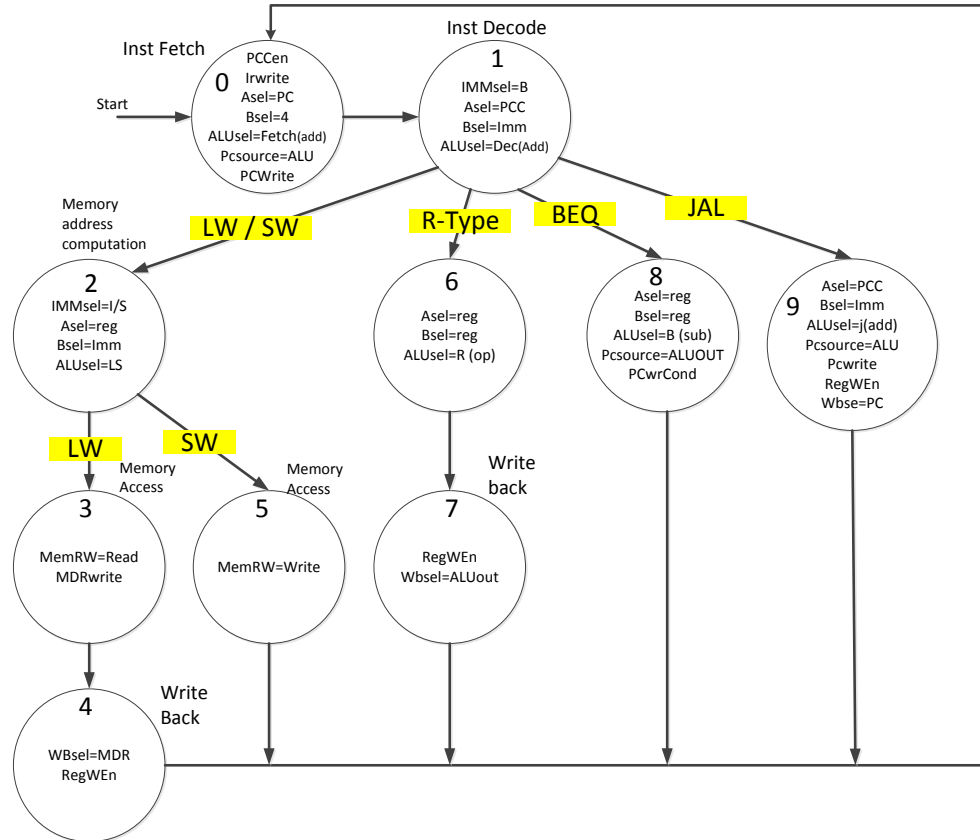 Inst Fetch
Start
0
PCCen
Irwrite
Asel=PC
Bsel=4
ALUsel=Fetch(add)
Pcsource=ALU
PCWrite
Inst Decode
1
IMMsel=B
Asel=PCC
Bsel=Imm
ALUsel=Dec(Add)
LW / SW
R-Type
BEQ
JAL
Memory
address
computation
2
IMMsel=I/S
Asel=reg
Bsel=Imm
ALUsel=LS
6
Asel=reg
Bsel=reg
ALUsel=R (op)
8
Asel=reg
Bsel=reg
ALUsel=B (sub)
Pcsource=ALUOUT
PCwrCond
9
Asel=PCC
Bsel=Imm
ALUsel=j(add)
Pcsource=ALU
Pcwrite
RegWEn
Wbse=PC
LW
SW
Memory
Access
3
MemRW=Read
MDRwrite
Memory
Access
5
MemRW=Write
Write
back
7
RegWEn
Wbsel=ALUout
Write
Back
4
WBsel=MDR
RegWEn